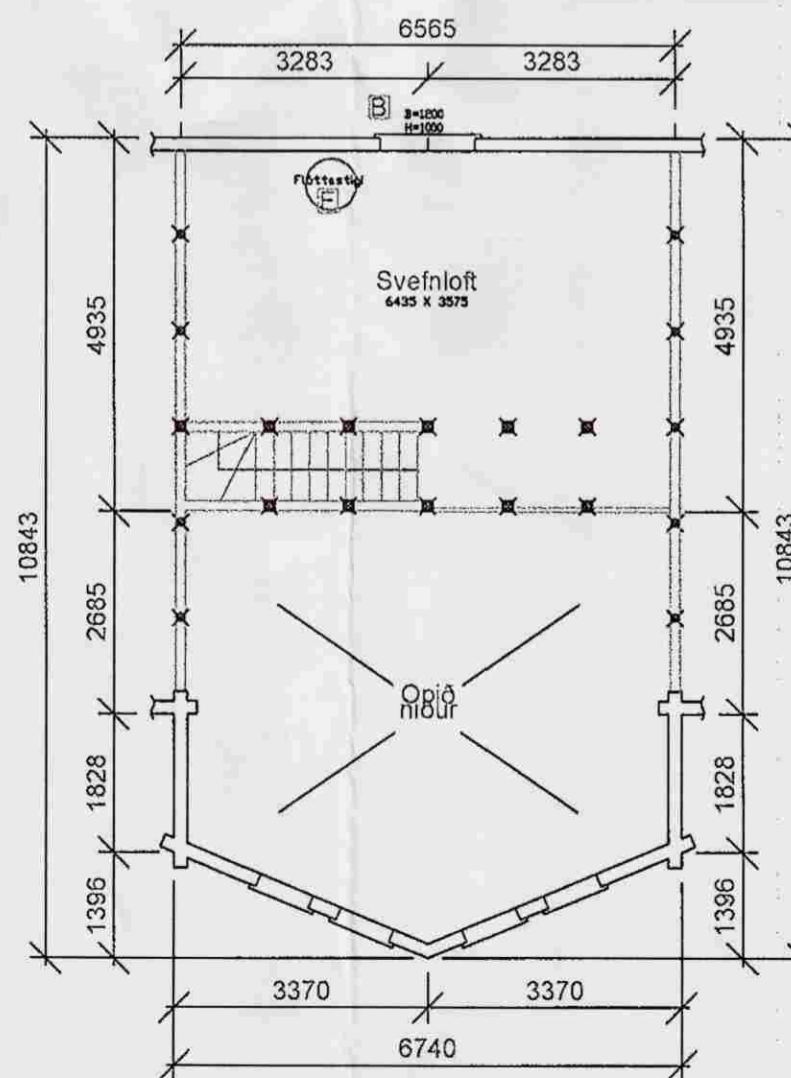 6565
3283 3283
B
B=1200
H=1000
Flóttastigi
E
Svefnloft
6435 X 3575
4935
4935
10843
10843
2685
2685
Opið
niður
1828
1828
1396
1396
3370 3370
6740